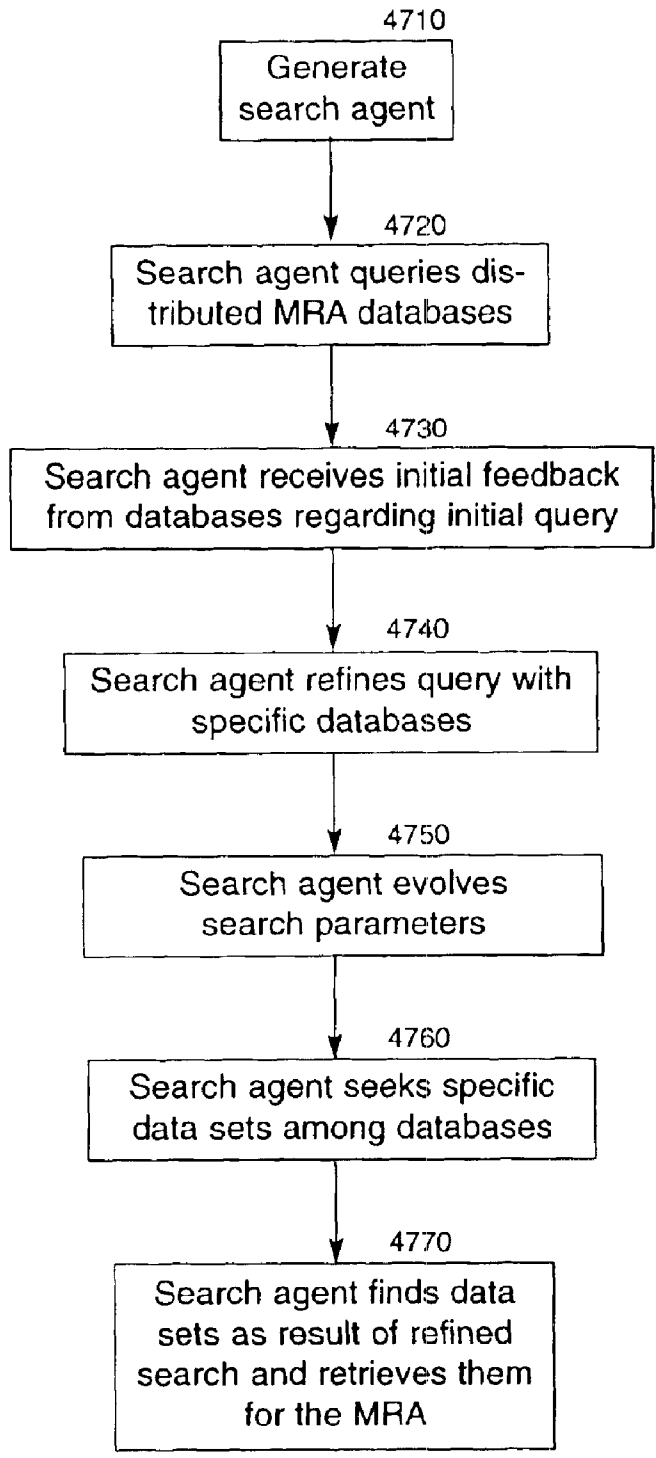 4710
Generate
search agent
4720
Search agent queries dis-
tributed MRA databases
4730
Search agent receives initial feedback
from databases regarding initial query
4740
Search agent refines query with
specific databases
4750
Search agent evolves
search parameters
4760
Search agent seeks specific
data sets among databases
4770
Search agent finds data
sets as result of refined
search and retrieves them
for the MRA